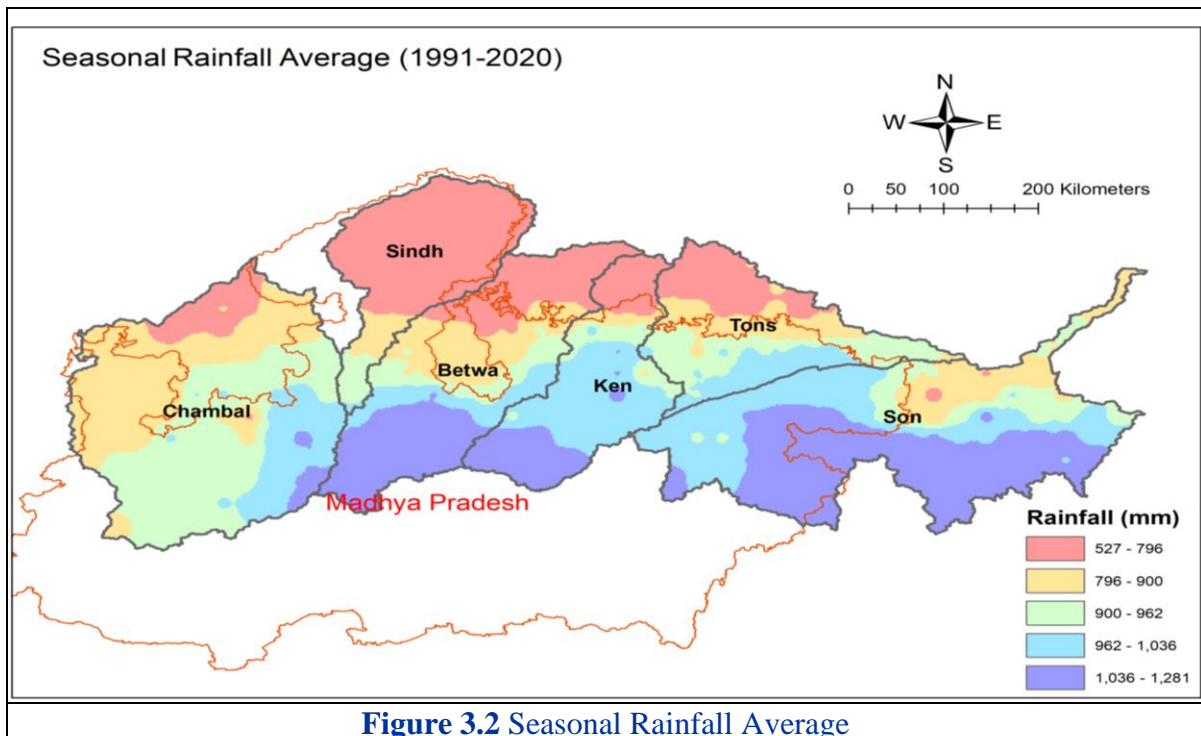 Seasonal Rainfall Average (1991-2020)
N
W E
S
0 50 100 200 Kilometers
Sindh
Tons
Betwa
Ken
Chambal
Son
Madhya Pradesh
Rainfall (mm)
527 - 796
796 - 900
900 - 962
962 - 1,036
1,036 - 1,281
Figure 3.2 Seasonal Rainfall Average